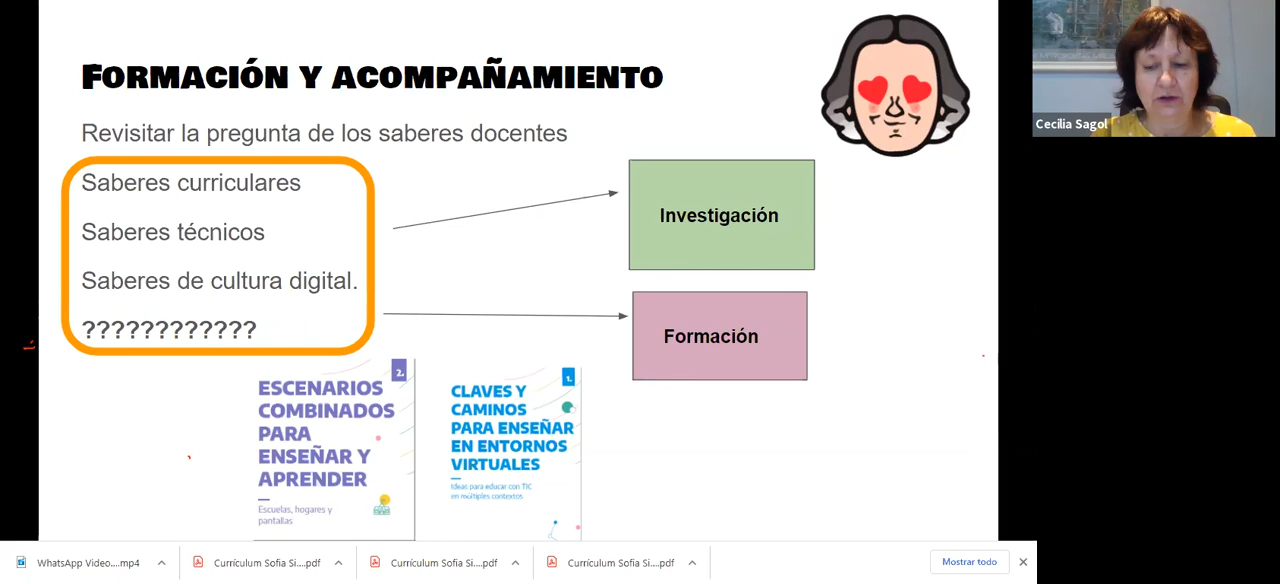 FORMACIÓN Y ACOMPAÑAMIENTO
Revisitar la pregunta de los saberes docentes
Saberes curriculares
Saberes técnicos
Saberes de cultura digital.
????????????
Investigación
Formación
2.
ESCENARIOS
COMBINADOS
PARA
ENSEÑAR Y
APRENDER
Escuelas, hogares y
pantallas
1.
CLAVES Y
CAMINOS
PARA ENSEÑAR
EN ENTORNOS
VIRTUALES
Ideas para educar con TIC
en múltiples contextos
Cecilia Sagol
WhatsApp Video....mp4
Currículum Sofia Si....pdf
Currículum Sofia Si....pdf
Currículum Sofia Si....pdf
Mostrar todo